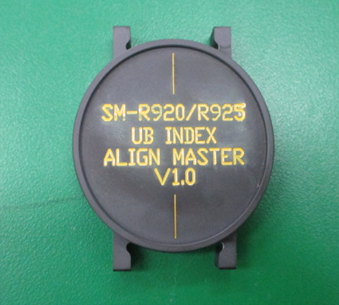 SM-R920/R925
UB INDEX
ALIGN MASTER
V1.0